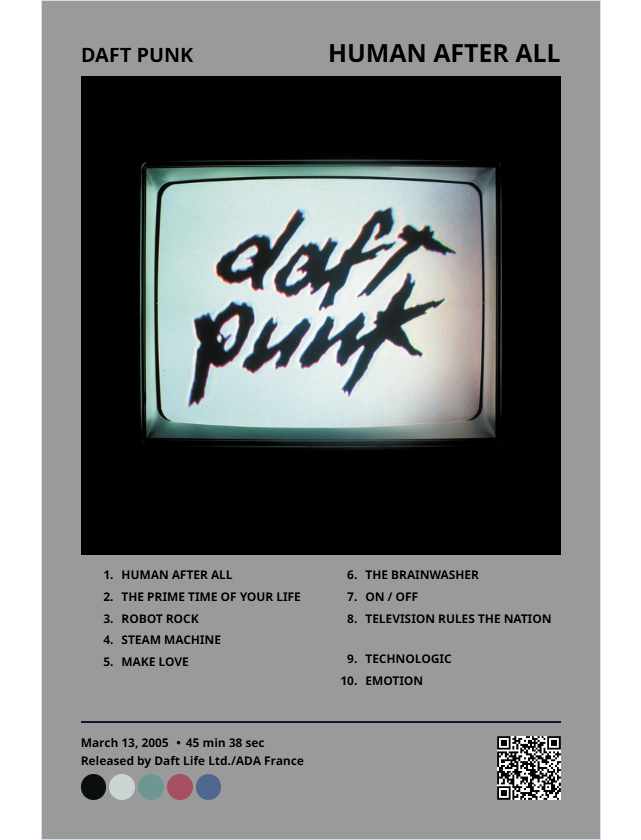 DAFT PUNK
HUMAN AFTER ALL
daft
punk
1. HUMAN AFTER ALL
2. THE PRIME TIME OF YOUR LIFE
3. ROBOT ROCK
4. STEAM MACHINE
5. MAKE LOVE
6. THE BRAINWASHER
7. ON / OFF
8. TELEVISION RULES THE NATION
9. TECHNOLOGIC
10. EMOTION
March 13, 2005 • 45 min 38 sec
Released by Daft Life Ltd./ADA France